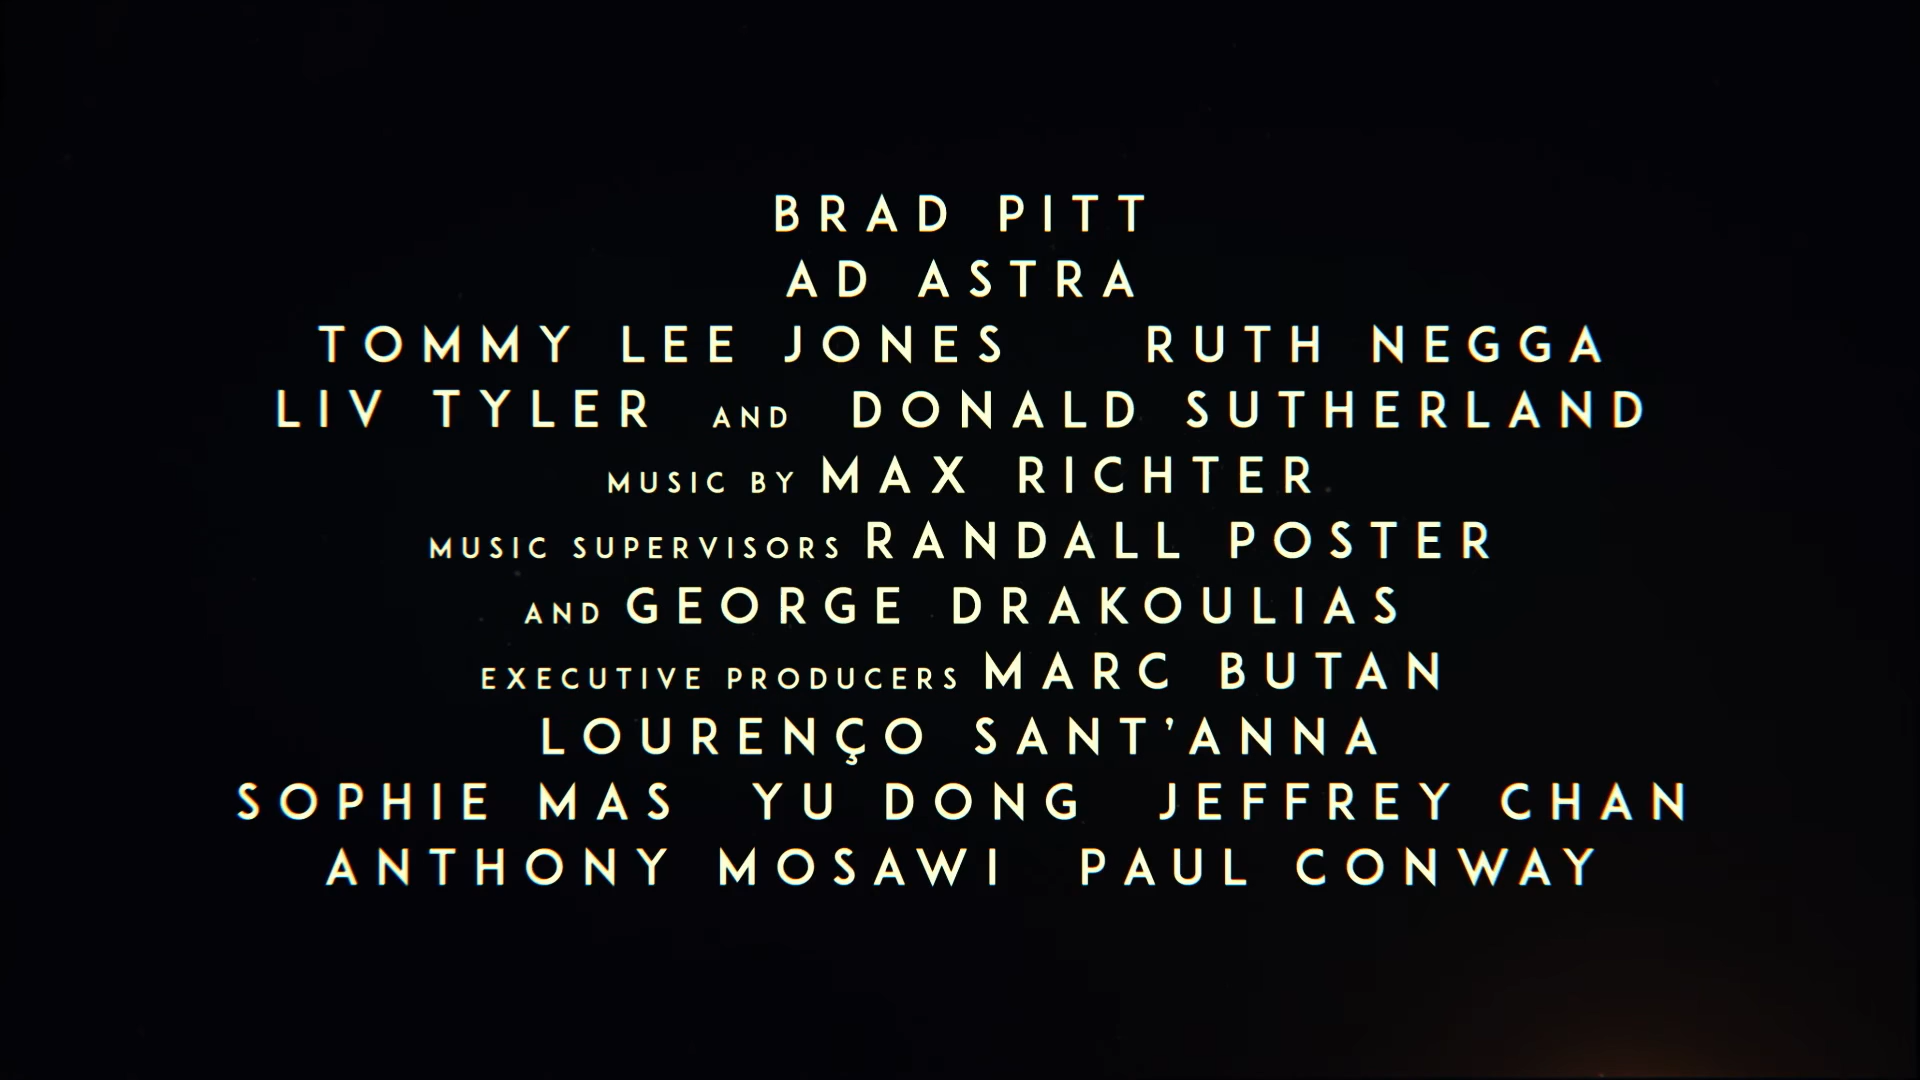 BRAD PITT
AD ASTRA
TOMMY LEE JONES RUTH NEGGA
LIV TYLER AND DONALD SUTHERLAND
MUSIC BY MAX RICHTER
MUSIC SUPERVISORS RANDALL POSTER
AND GEORGE DRAKOULIAS
EXECUTIVE PRODUCERS MARC BUTAN
LOURENÇO SANT'ANNA
SOPHIE MAS YU DONG JEFFREY CHAN
ANTHONY MOSAWI PAUL CONWAY